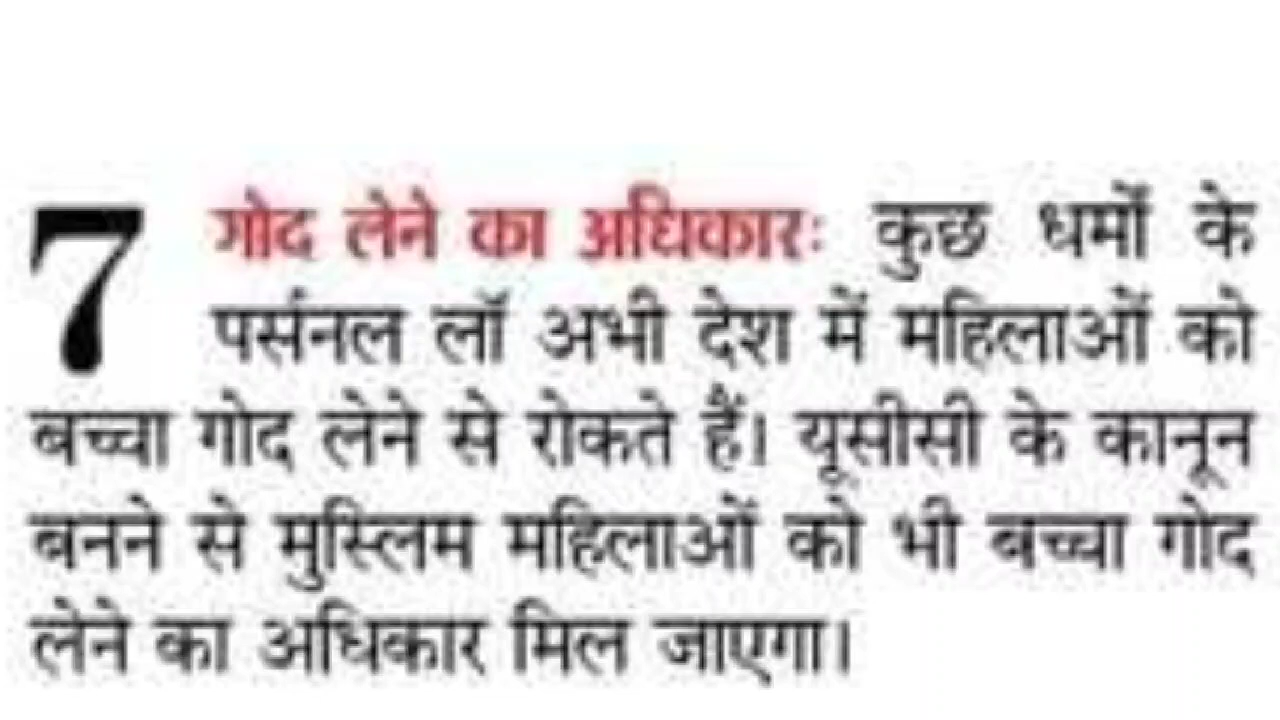 7 गोद लेने का अधिकारः कुछ धर्मों के
पर्सनल लॉ अभी देश में महिलाओं को
बच्चा गोद लेने से रोकते हैं। यूसीसी के कानून
बनने से मुस्लिम महिलाओं को भी बच्चा गोद
लेने का अधिकार मिल जाएगा।